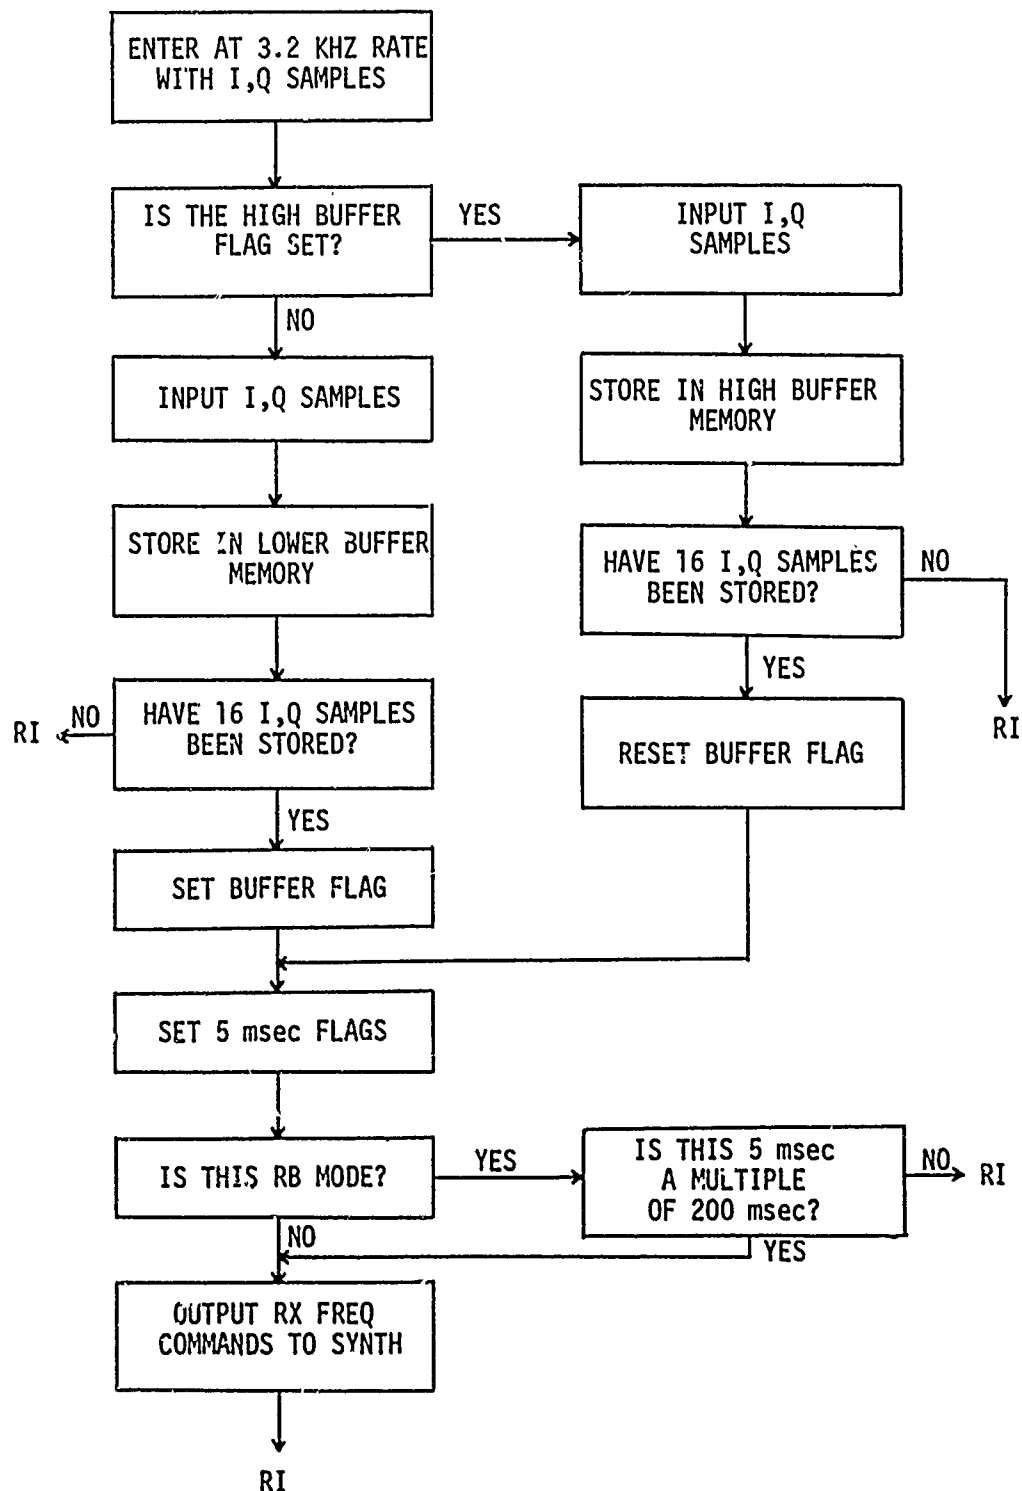 ENTER AT 3.2 KHZ RATE
WITH I,Q SAMPLES
IS THE HIGH BUFFER
FLAG SET?
YES
INPUT I,Q
SAMPLES
NO
INPUT I,Q SAMPLES
STORE IN HIGH BUFFER
MEMORY
STORE IN LOWER BUFFER
MEMORY
HAVE 16 I,Q SAMPLES
BEEN STORED?
NO
RI
YES
HAVE 16 I,Q SAMPLES
BEEN STORED?
NO
RI
RESET BUFFER FLAG
YES
SET BUFFER FLAG
SET 5 msec FLAGS
IS THIS RB MODE?
YES
IS THIS 5 msec
A MULTIPLE
OF 200 msec?
NO
RI
NO
YES
OUTPUT RX FREQ
COMMANDS TO SYNTH
RI